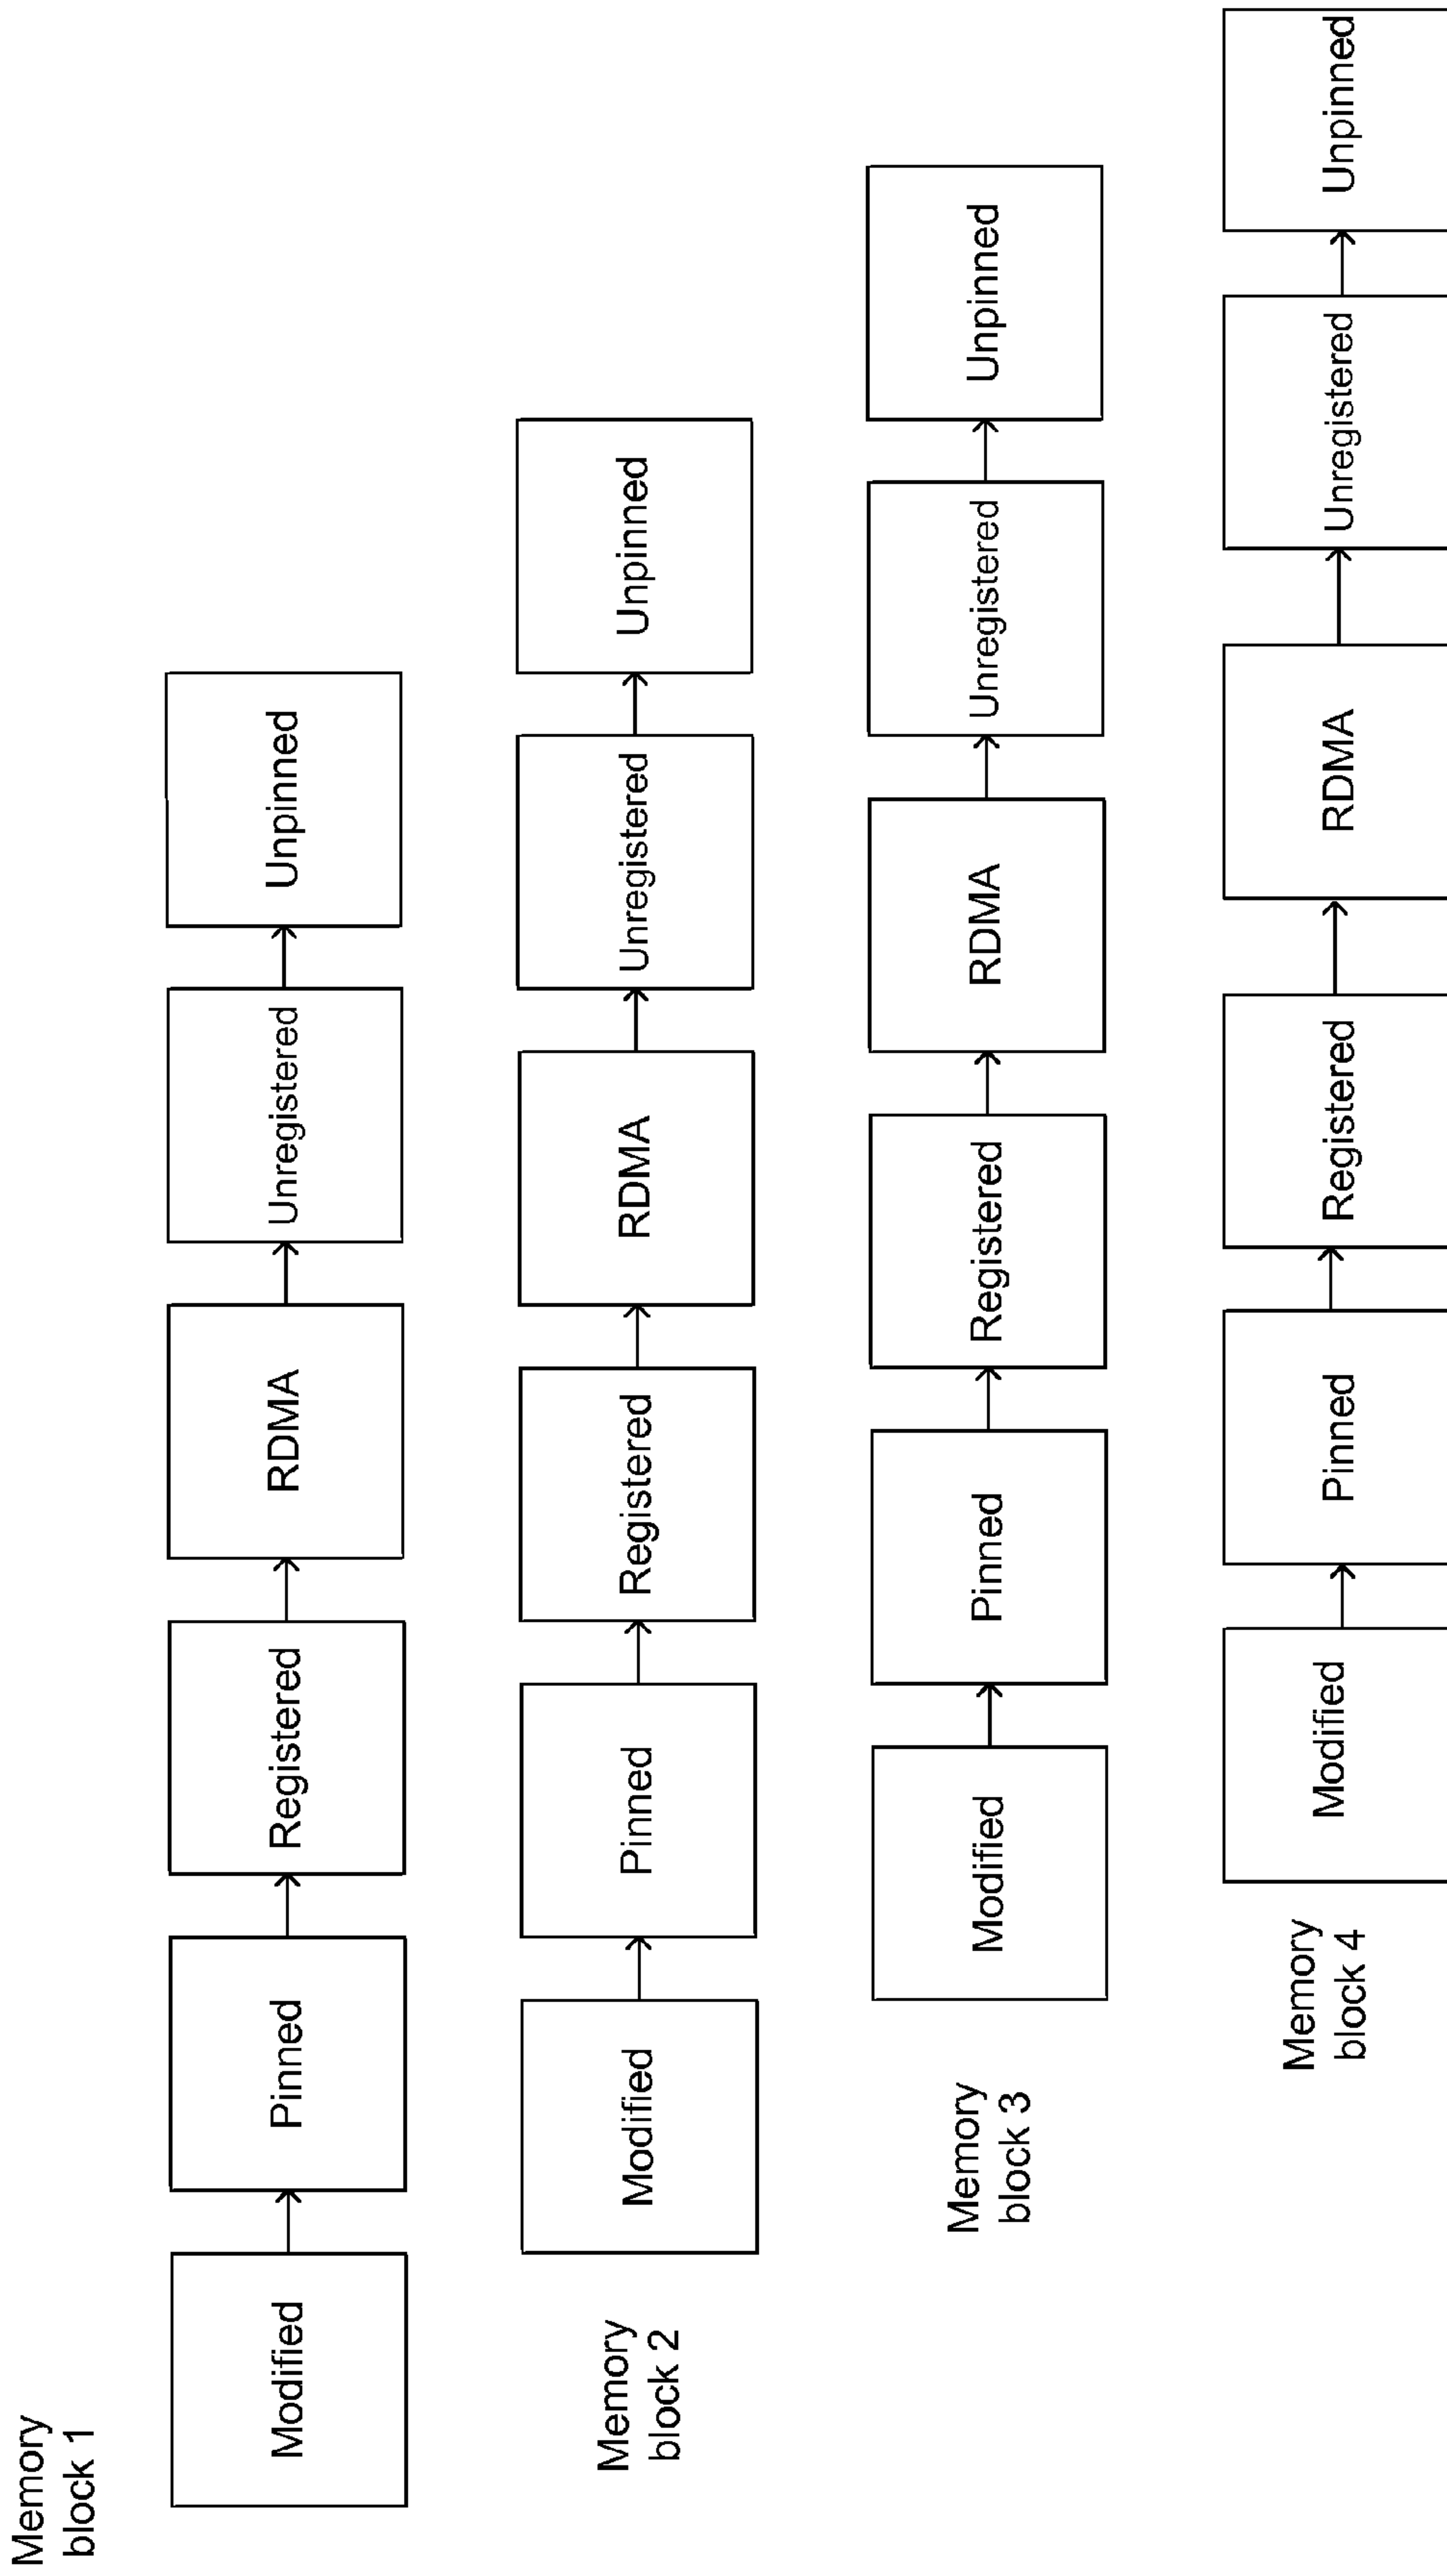 Memory
block 1
Modified
Pinned
Registered
RDMA
Unregistered
Unpinned
Memory
block 2
Modified
Pinned
Registered
RDMA
Unregistered
Unpinned
Memory
block 3
Modified
Pinned
Registered
RDMA
Unregistered
Unpinned
Memory
block 4
Modified
Pinned
Registered
RDMA
Unregistered
Unpinned